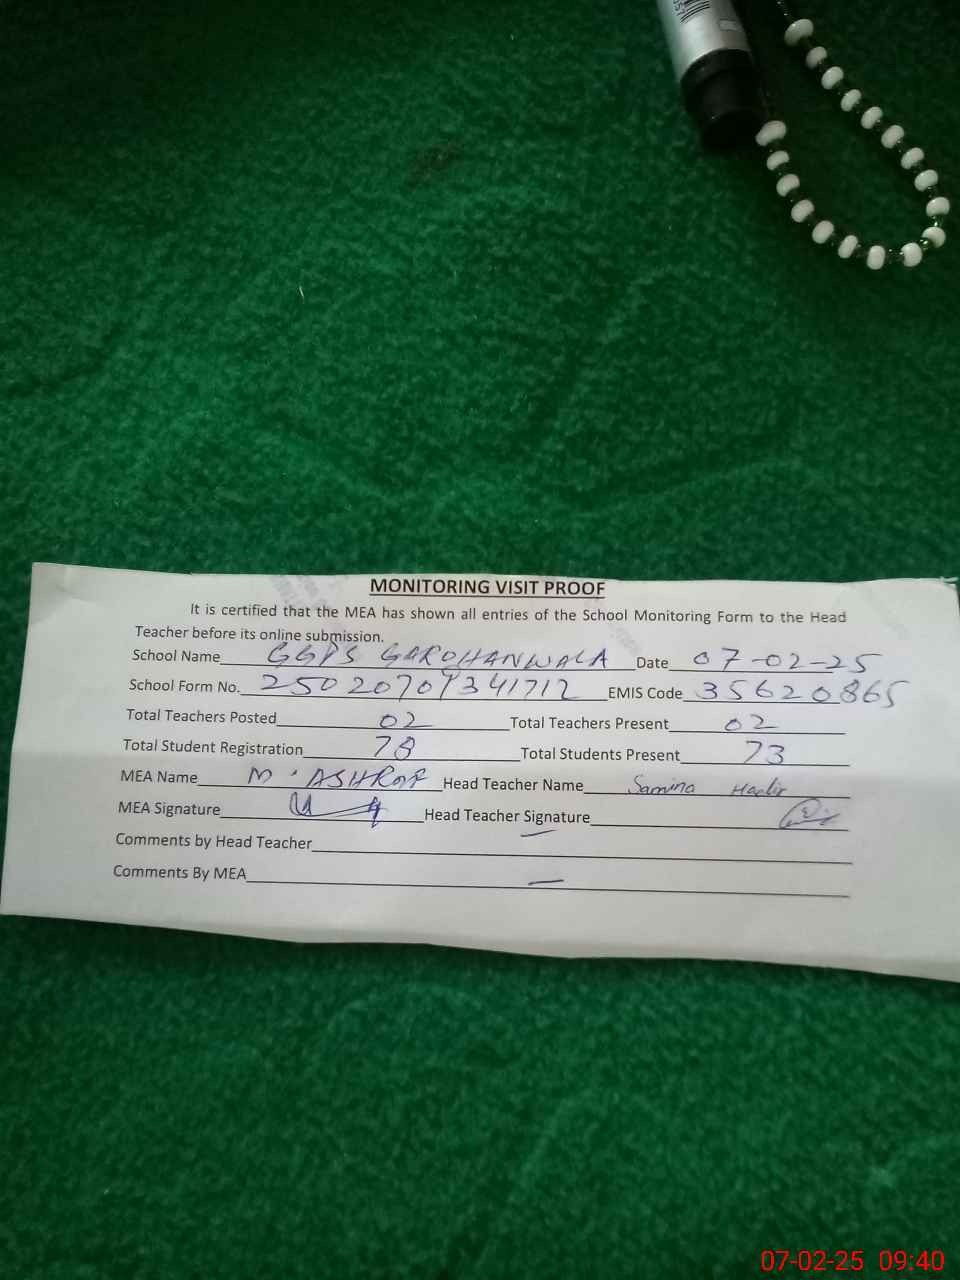 MONITORING VISIT PROOF
It is certified that the MEA has shown all entries of the School Monitoring Form to the Head
Teacher before its online submission.
School Name GGPS GARDHANWALA Date 07-02-25
School Form No. 25020709341712 EMIS Code 35620865
Total Teachers Posted 02 Total Teachers Present 02
Total Student Registration 78 Total Students Present 73
MEA Name M. ASHRAF Head Teacher Name Samina
MEA Signature Head Teacher Signature
Comments by Head Teacher —
Comments By MEA —
07-02-25 09:40